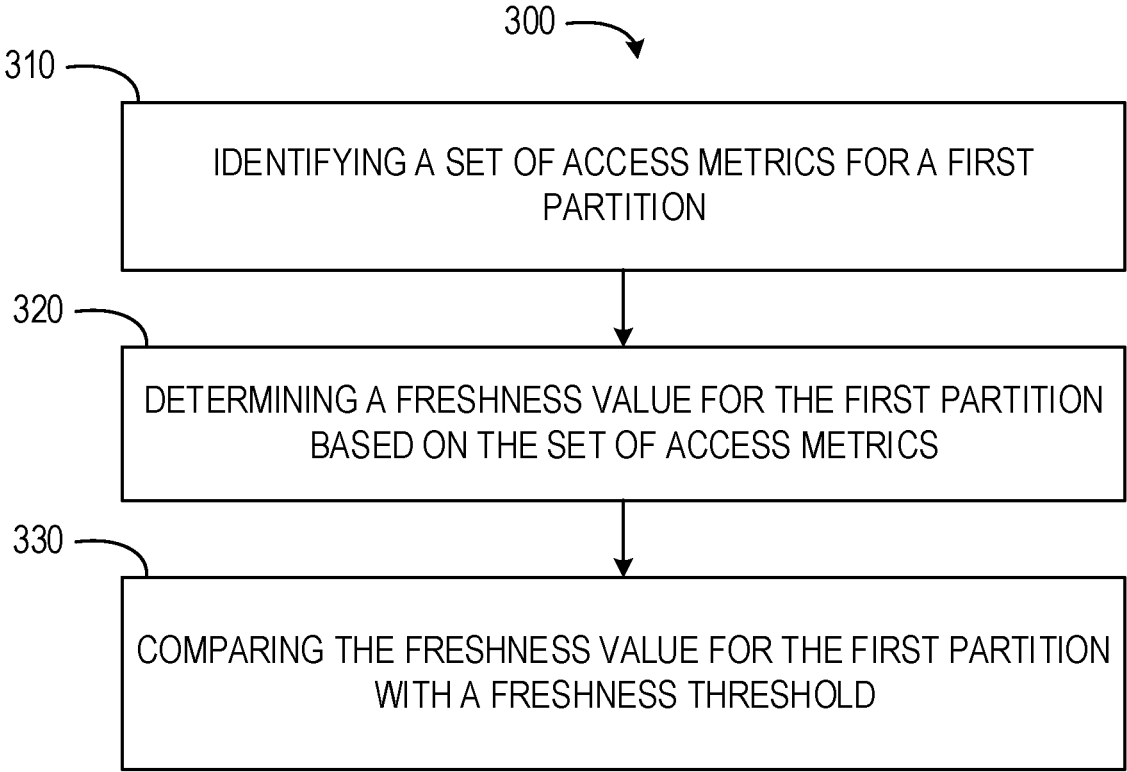 300
310
IDENTIFYING A SET OF ACCESS METRICS FOR A FIRST
PARTITION
320
DETERMINING A FRESHNESS VALUE FOR THE FIRST PARTITION
BASED ON THE SET OF ACCESS METRICS
330
COMPARING THE FRESHNESS VALUE FOR THE FIRST PARTITION
WITH A FRESHNESS THRESHOLD